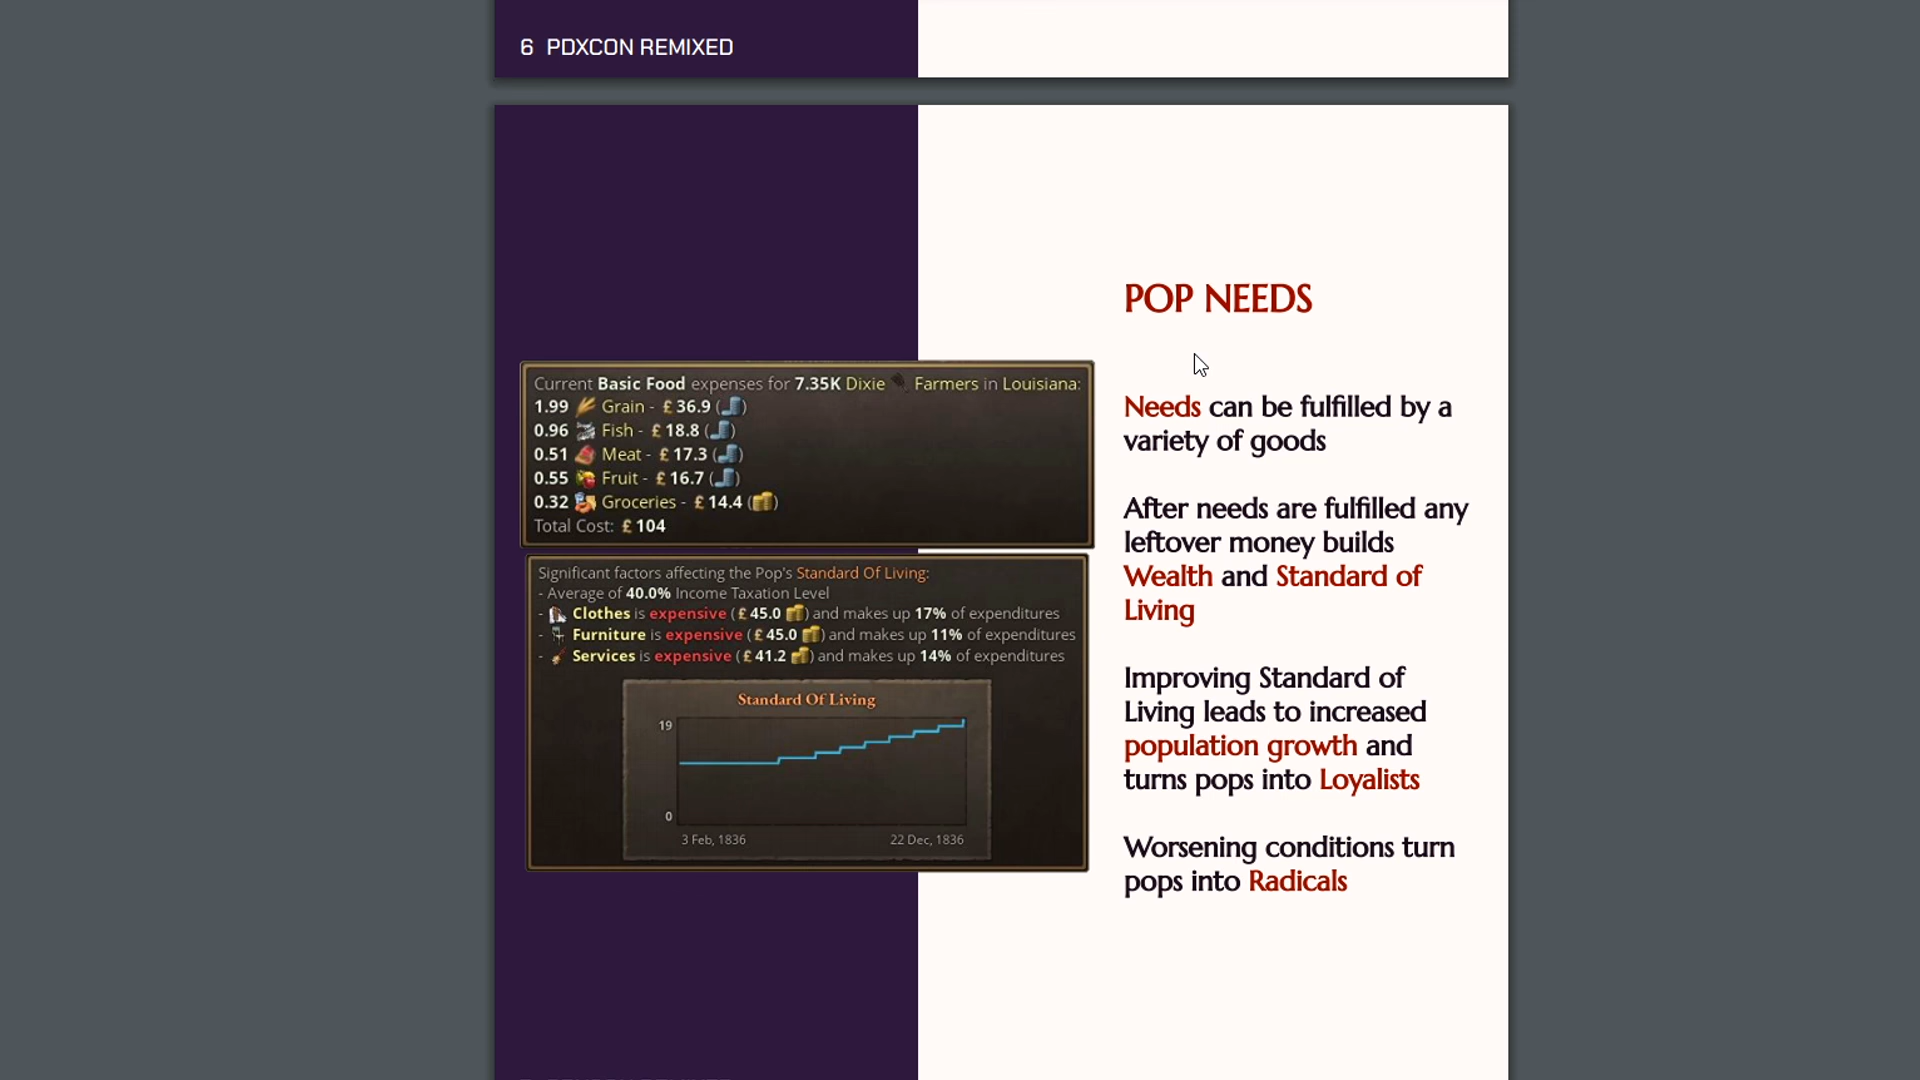 6 PDXCON REMIXED
POP NEEDS
Current Basic Food expenses for 7.35K Dixie Farmers in Louisiana:
1.99 Grain - £ 36.9 ( )
0.96 Fish - £ 18.8 ( )
0.51 Meat - £ 17.3 ( )
0.55 Fruit - £ 16.7 ( )
0.32 Groceries - £ 14.4 ( )
Total Cost: £ 104
Significant factors affecting the Pop's Standard Of Living:
- Average of 40.0% Income Taxation Level
- Clothes is expensive (£ 45.0 ) and makes up 17% of expenditures
- Furniture is expensive (£ 45.0 ) and makes up 11% of expenditures
- Services is expensive (£ 41.2 ) and makes up 14% of expenditures
Standard Of Living
19
0
3 Feb, 1836
22 Dec, 1836
Needs can be fulfilled by a
variety of goods
After needs are fulfilled any
leftover money builds
Wealth and Standard of
Living
Improving Standard of
Living leads to increased
population growth and
turns pops into Loyalists
Worsening conditions turn
pops into Radicals